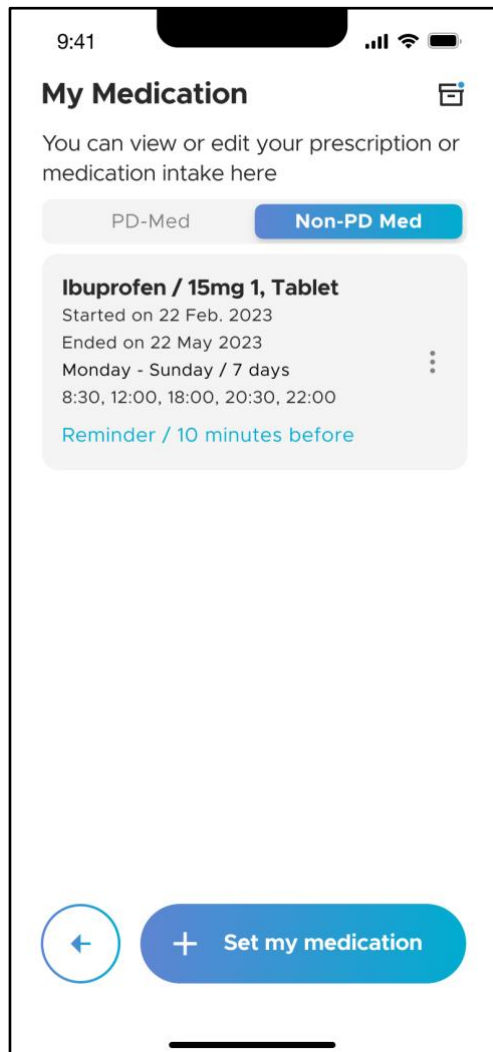 9:41
My Medication
You can view or edit your prescription or
medication intake here
PD-Med
Non-PD Med
Ibuprofen / 15mg 1, Tablet
Started on 22 Feb. 2023
Ended on 22 May 2023
Monday - Sunday / 7 days
8:30, 12:00, 18:00, 20:30, 22:00
Reminder / 10 minutes before
+ Set my medication